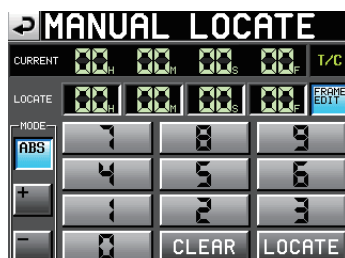 MANUAL LOCATE
CURRENT 00H 00M 00S 00F T/C
LOCATE 00H 00M 00S 00F FRAME EDIT
MODE
ABS
7 8 9
4 5 6
+
1 2 3
- 0 CLEAR LOCATE